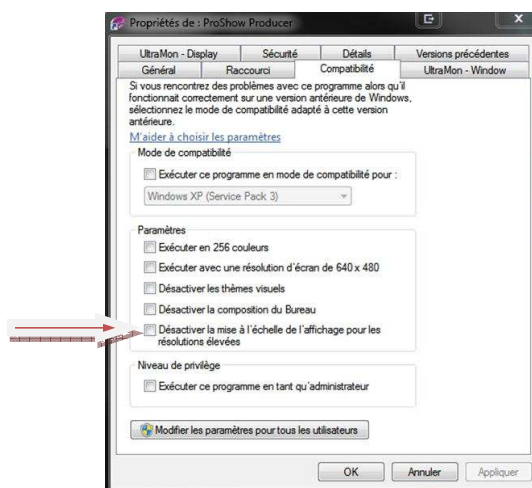 Propriétés de : ProShow Producer
UltraMon - Display
Sécurité
Détails
Versions précédentes
Général
Raccourci
Compatibilité
UltraMon - Window
Si vous rencontrez des problèmes avec ce programme alors qu'il
fonctionnait correctement sur une version antérieure de Windows,
sélectionnez le mode de compatibilité adapté à cette version
antérieure.
M'aider à choisir les paramètres
Mode de compatibilité
Exécuter ce programme en mode de compatibilité pour :
Windows XP (Service Pack 3)
Paramètres
Exécuter en 256 couleurs
Exécuter avec une résolution d'écran de 640 x 480
Désactiver les thèmes visuels
Désactiver la composition du Bureau
Désactiver la mise à l'échelle de l'affichage pour les
résolutions élevées
Niveau de privilège
Exécuter ce programme en tant qu'administrateur
Modifier les paramètres pour tous les utilisateurs
OK
Annuler
Appliquer